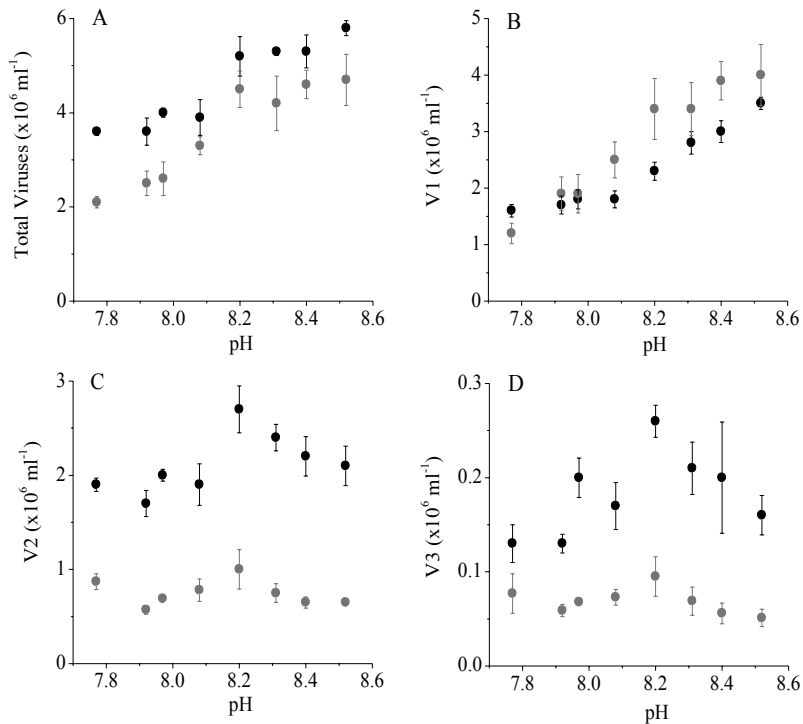 A
Total Viruses (x10⁶ ml⁻¹)
6
4
2
0
7.8 8.0 8.2 8.4 8.6
pH
B
V1 (x10⁶ ml⁻¹)
5
4
3
2
1
0
7.8 8.0 8.2 8.4 8.6
pH
C
V2 (x10⁶ ml⁻¹)
3
2
1
0
7.8 8.0 8.2 8.4 8.6
pH
D
V3 (x10⁶ ml⁻¹)
0.3
0.2
0.1
0.0
7.8 8.0 8.2 8.4 8.6
pH